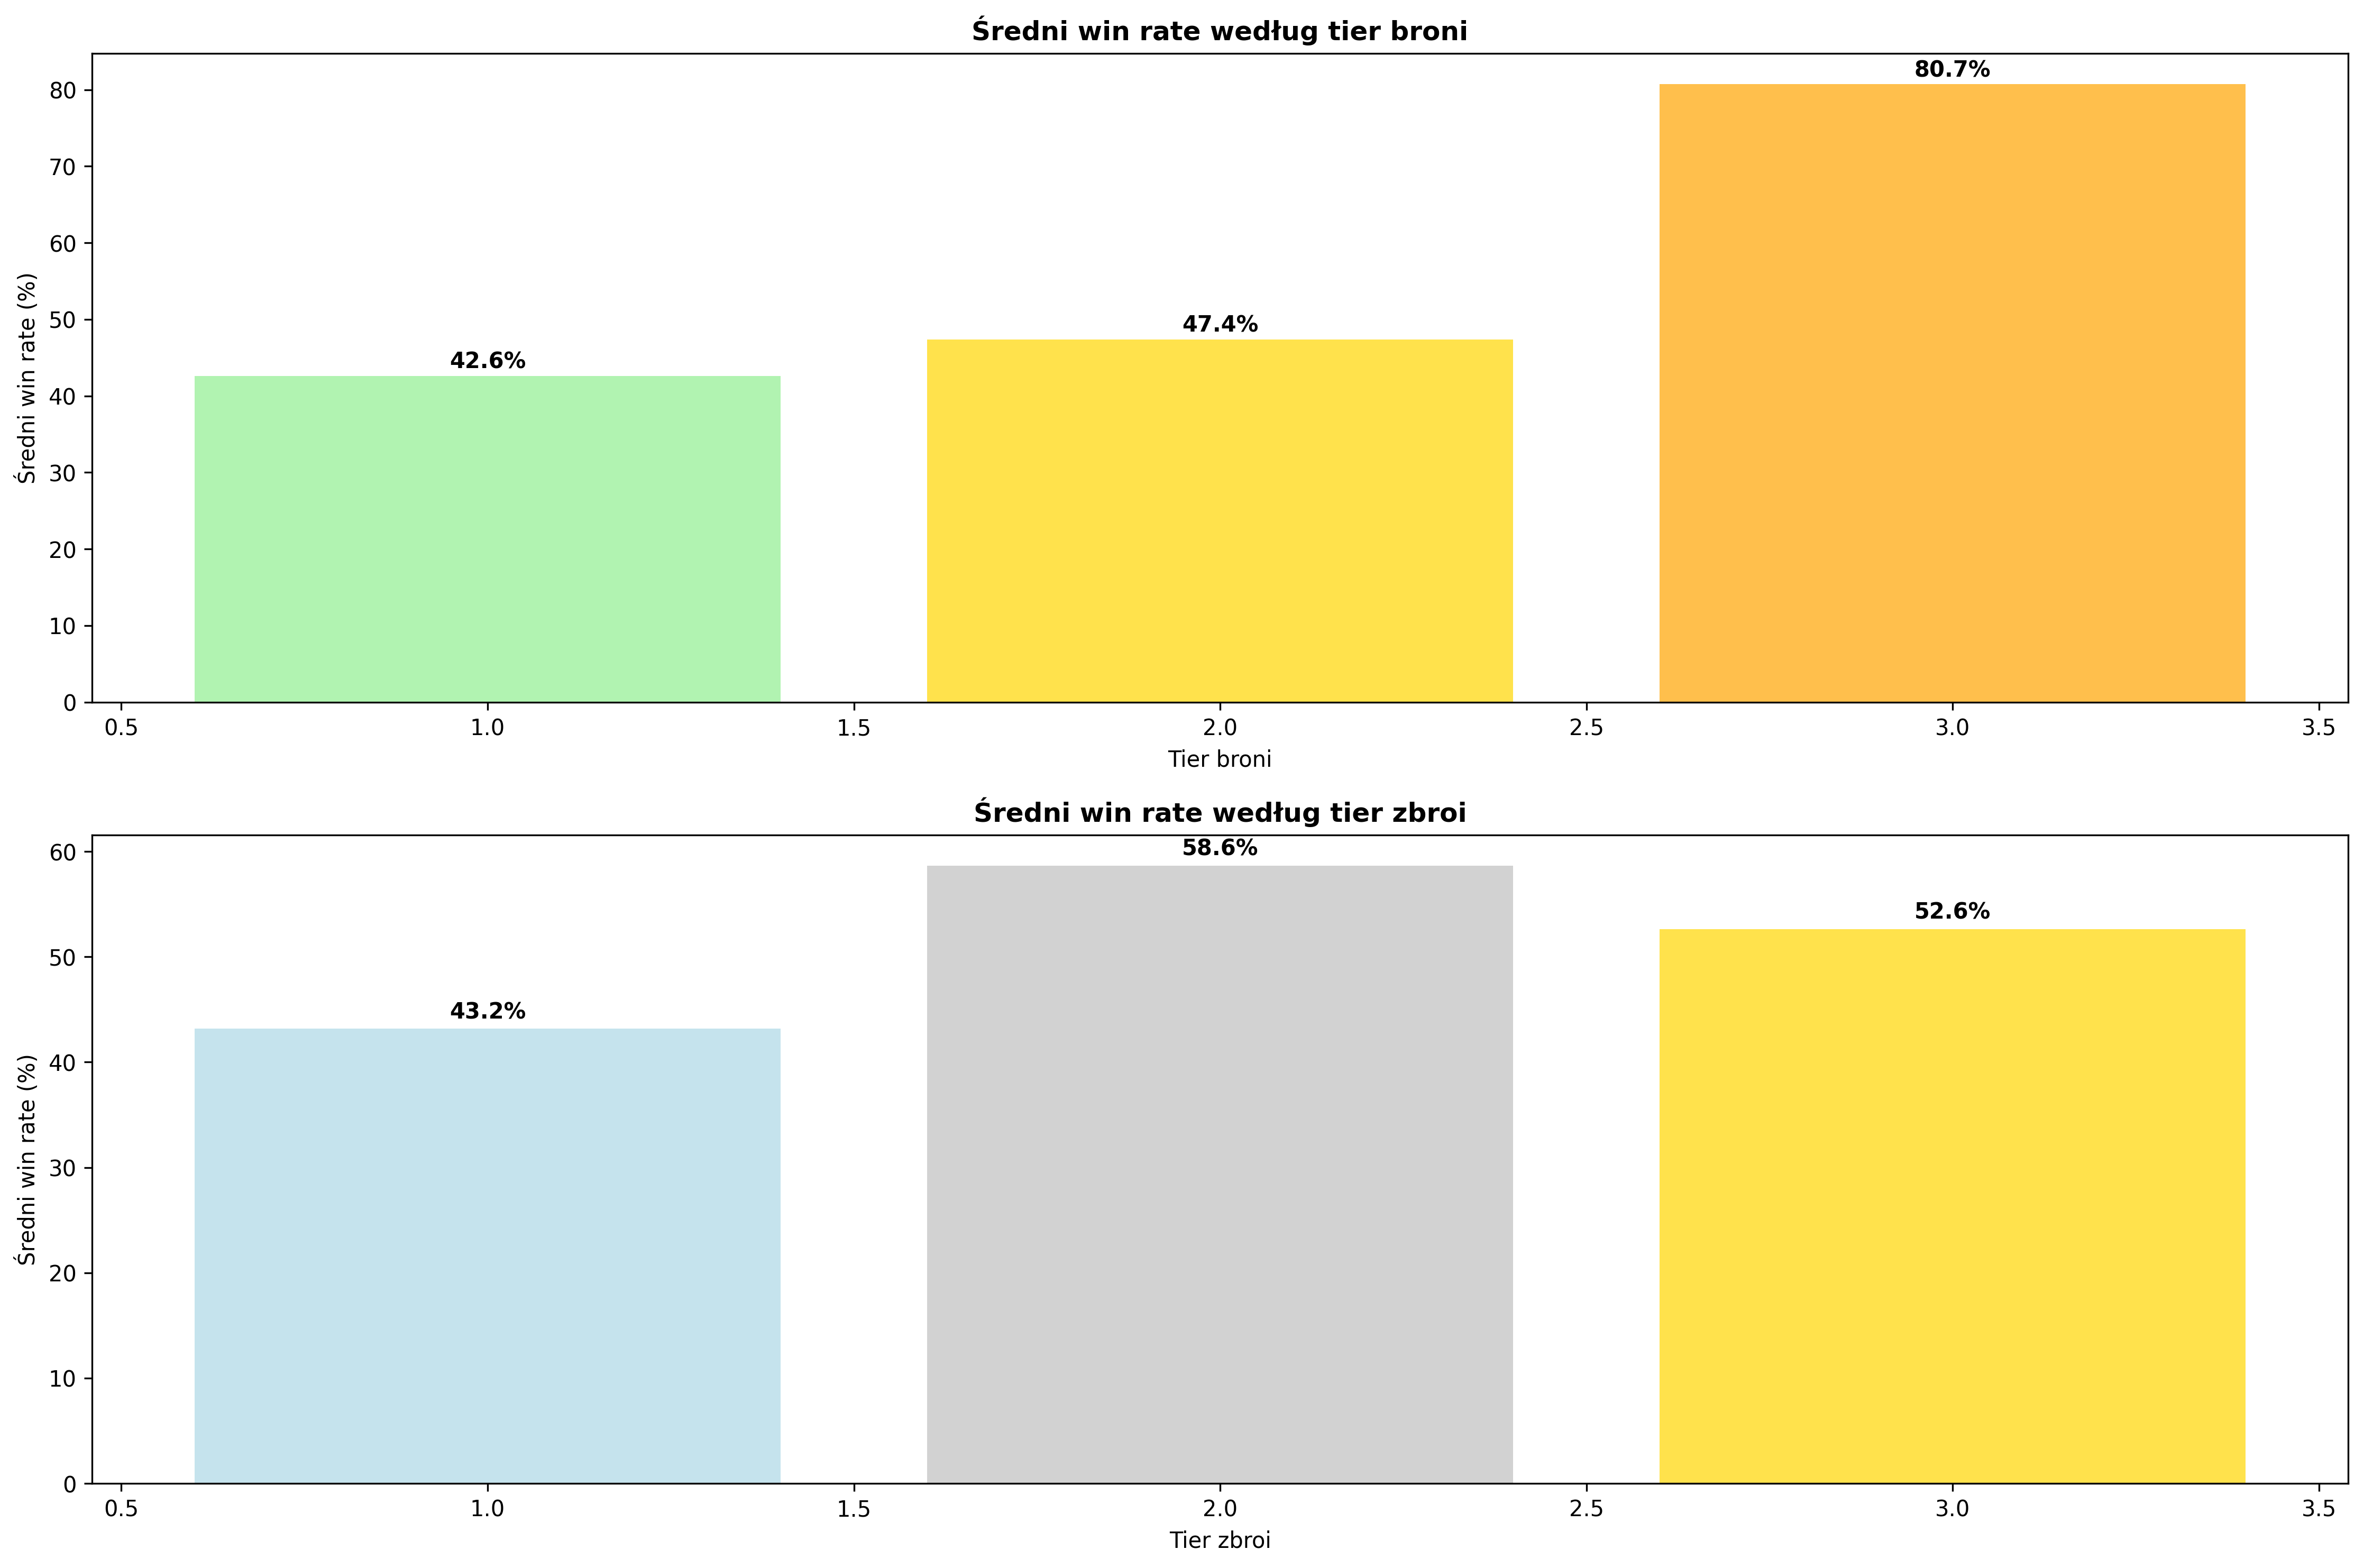 Średni win rate według tier broni
80.7%
47.4%
42.6%
80
70
60
50
40
30
20
10
0
Średni win rate (%)
0.5 1.0 1.5 2.0 2.5 3.0 3.5
Tier broni
Średni win rate według tier zbroi
58.6%
52.6%
43.2%
60
50
40
30
20
10
0
Średni win rate (%)
0.5 1.0 1.5 2.0 2.5 3.0 3.5
Tier zbroi